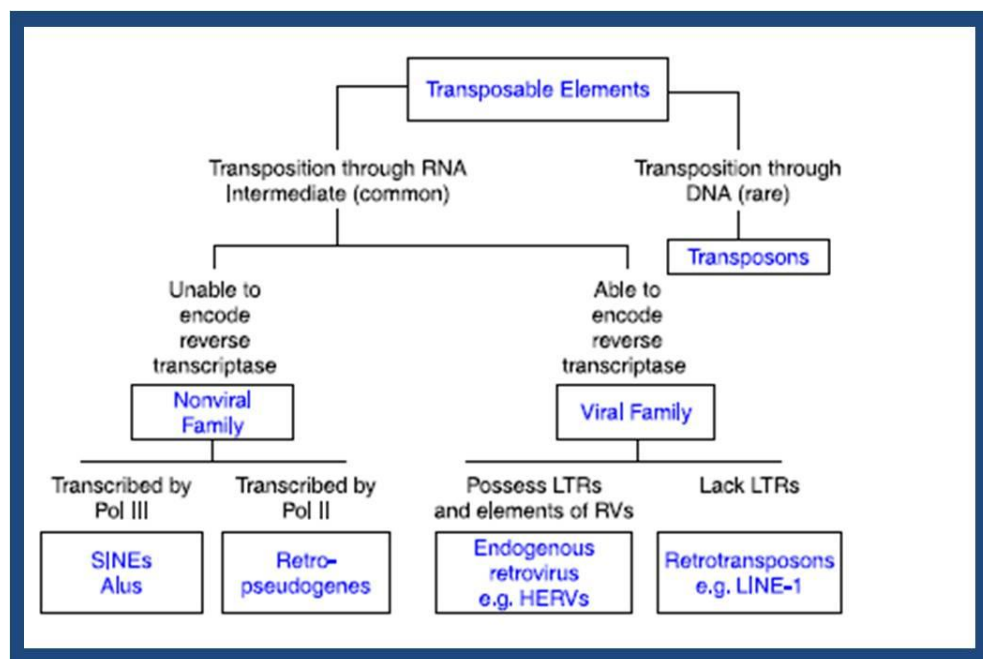 Transposable Elements
Transposition through RNA
Intermediate (common)
Transposition through
DNA (rare)
Transposons
Unable to
encode
reverse
transcriptase
Able to
encode
reverse
transcriptase
Nonviral
Family
Viral Family
Transcribed by
Pol III
Transcribed by
Pol II
Possess LTRs
and elements of RVs
Lack LTRs
SINEs
Alus
Retro-
pseudogenes
Endogenous
retrovirus
e.g. HERVs
Retrotransposons
e.g. LINE-1